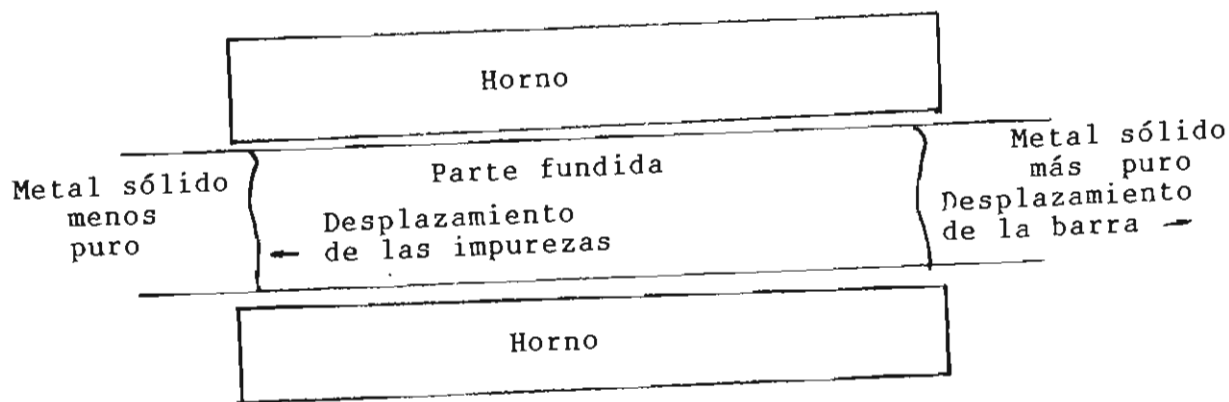 Horno
Metal sólido
menos
puro
Parte fundida
Desplazamiento
← de las impurezas
Metal sólido
más puro
Desplazamiento
de la barra →
Horno